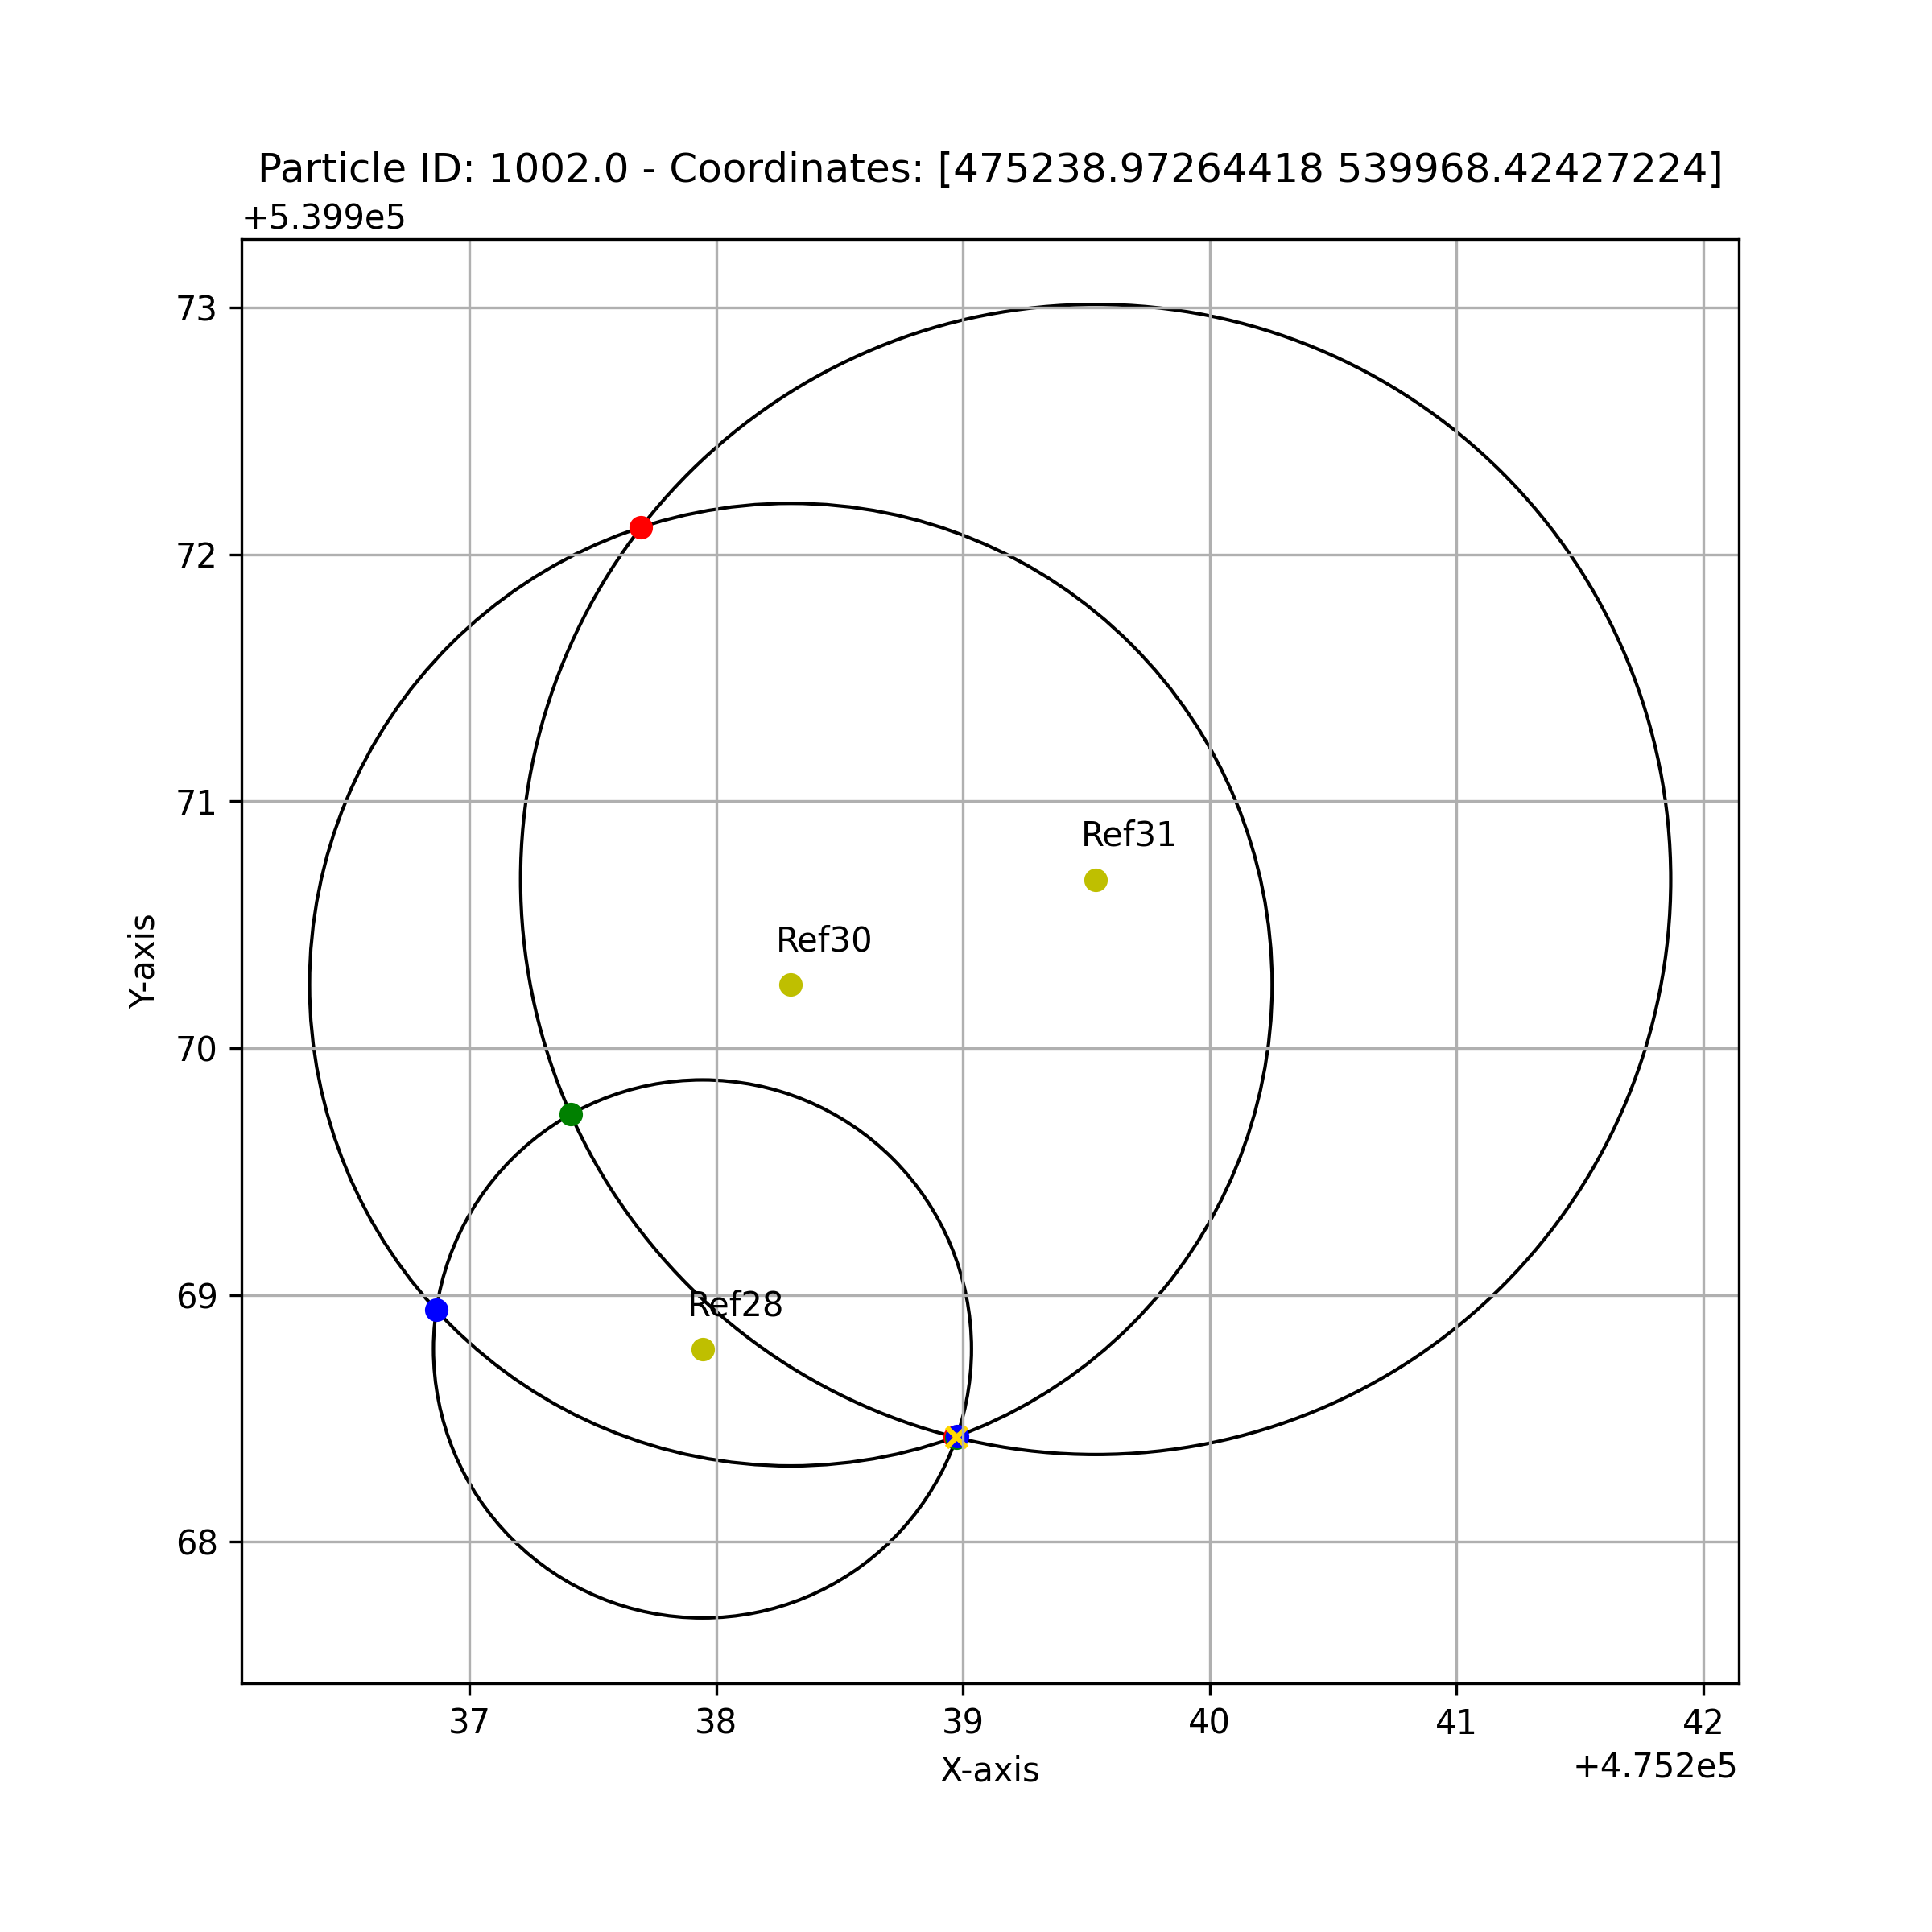 Particle ID: 1002.0 - Coordinates: [475238.97264418 539968.42427224]
+5.399e5
73
72
71
70
69
68
Y-axis
Ref31
Ref30
Ref28
37 38 39 40 41 42
X-axis
+4.752e5